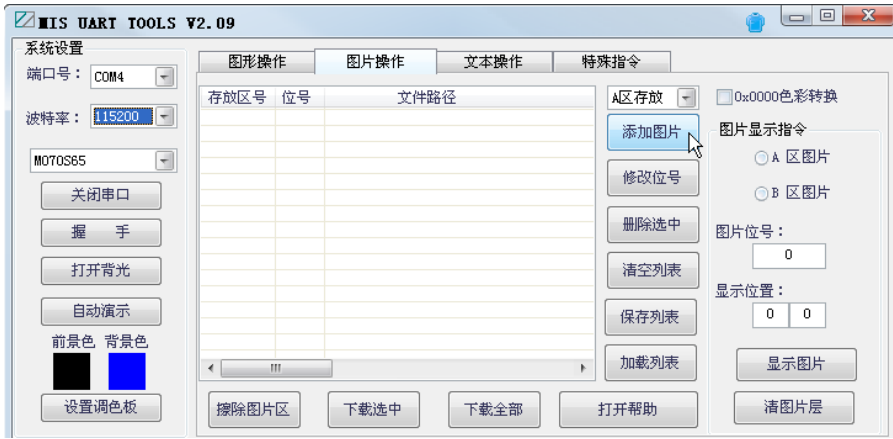 MIS UART TOOLS V2.09
系统设置
端口号：
COM4
波特率：
115200
M070S65
关闭串口
握 手
打开背光
自动演示
前景色 背景色
设置调色板
图形操作
图片操作
文本操作
特殊指令
存放区号 位号 文件路径
A区存放
添加图片
修改位号
删除选中
清空列表
保存列表
加载列表
擦除图片区
下载选中
下载全部
打开帮助
0x0000色彩转换
图片显示指令
A 区图片
B 区图片
图片位号：
0
显示位置：
0 0
显示图片
清图片层